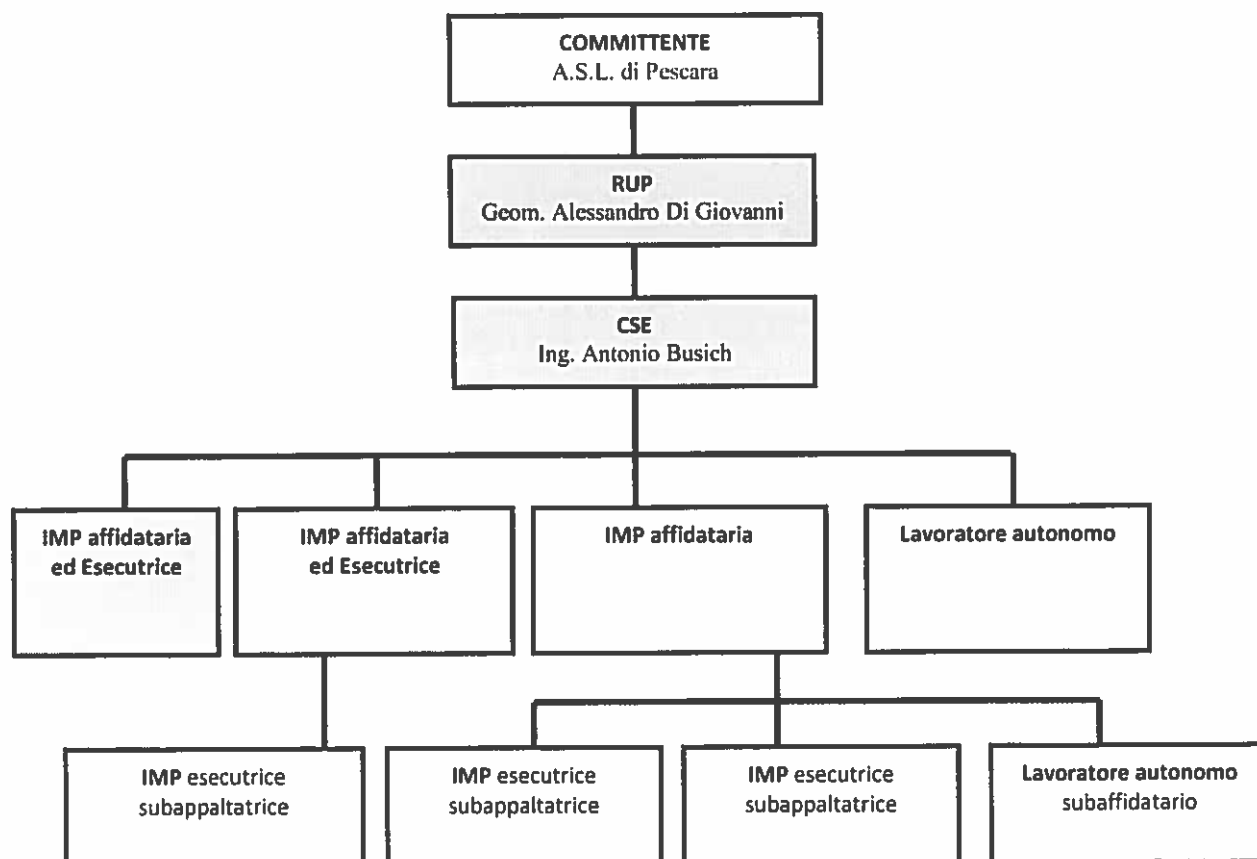 COMMITTENTE
A.S.L. di Pescara
RUP
Geom. Alessandro Di Giovanni
CSE
Ing. Antonio Busich
IMP affidataria
ed Esecutrice
IMP affidataria
ed Esecutrice
IMP affidataria
Lavoratore autonomo
IMP esecutrice
subappaltatrice
IMP esecutrice
subappaltatrice
IMP esecutrice
subappaltatrice
Lavoratore autonomo
subaffidatario